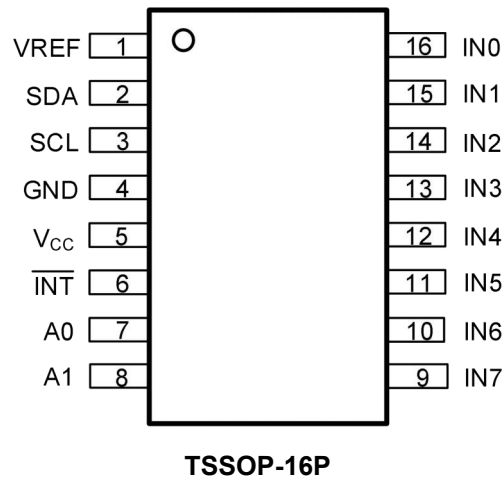 VREF 1 16 IN0
SDA 2 15 IN1
SCL 3 14 IN2
GND 4 13 IN3
VCC 5 12 IN4
INT 6 11 IN5
A0 7 10 IN6
A1 8 9 IN7
TSSOP-16P